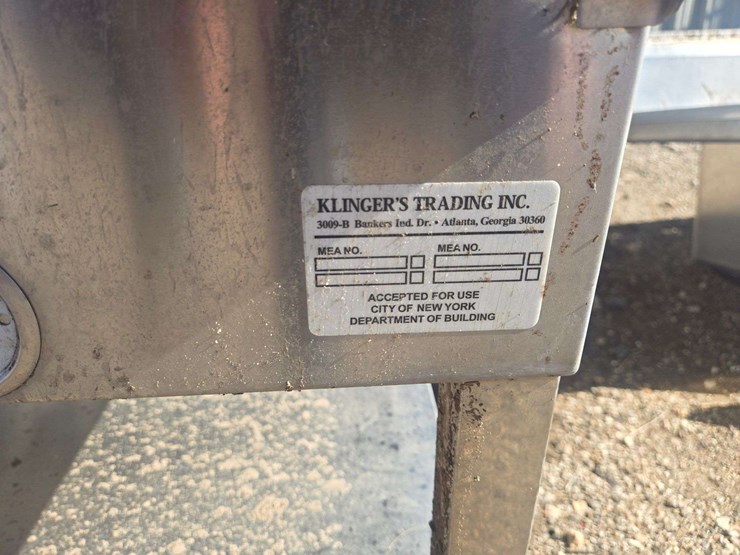 KLINGER'S TRADING INC.
3009-B Bankers Ind. Dr. • Atlanta, Georgia 30360
MEA NO. MEA NO.
ACCEPTED FOR USE
CITY OF NEW YORK
DEPARTMENT OF BUILDING